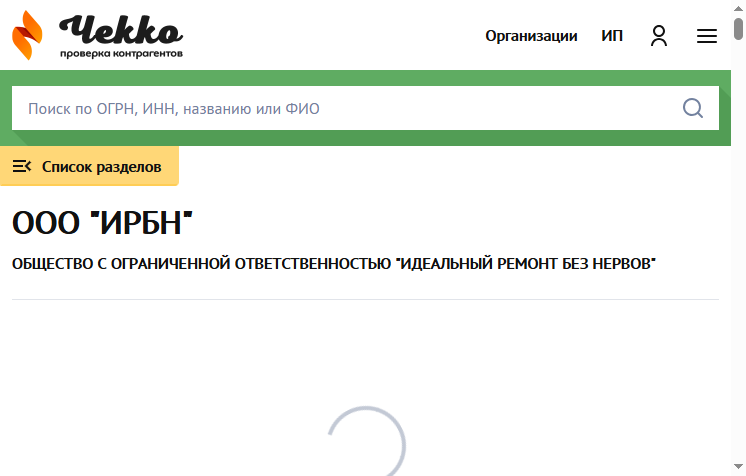 Чекко
проверка контрагентов
Организации ИП
Поиск по ОГРН, ИНН, названию или ФИО
Список разделов
ООО "ИРБН"
ОБЩЕСТВО С ОГРАНИЧЕННОЙ ОТВЕТСТВЕННОСТЬЮ "ИДЕАЛЬНЫЙ РЕМОНТ БЕЗ НЕРВОВ"